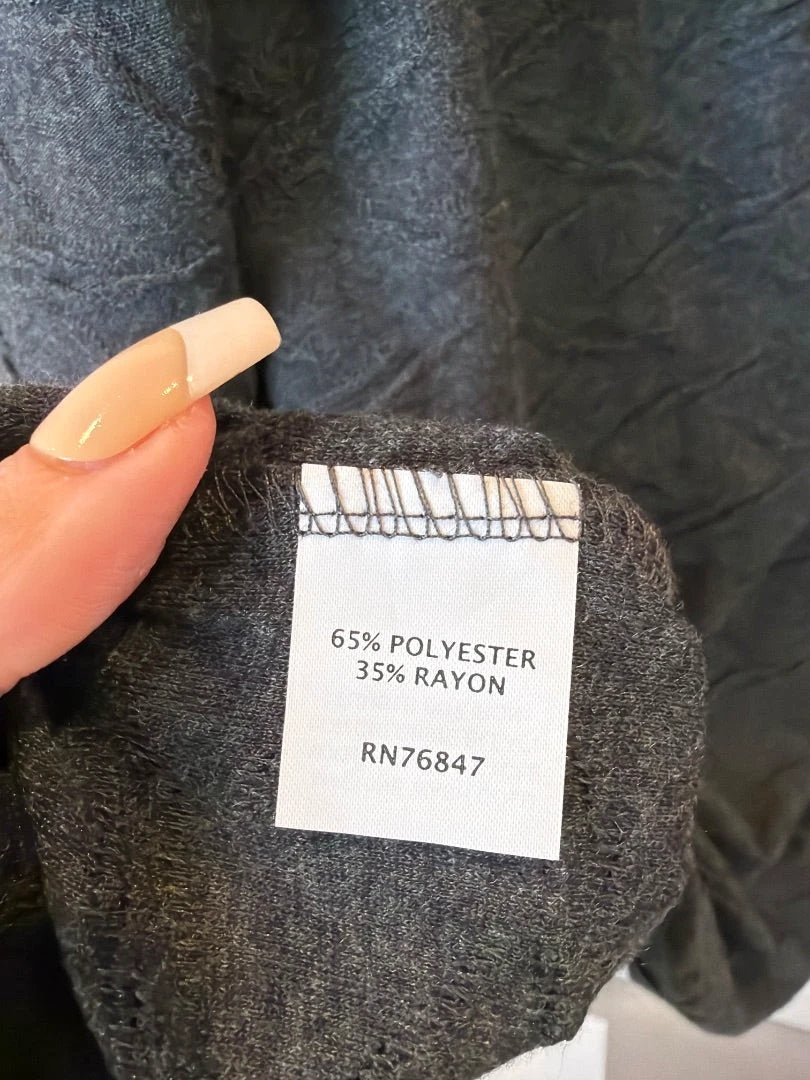 65% POLYESTER
35% RAYON
RN76847